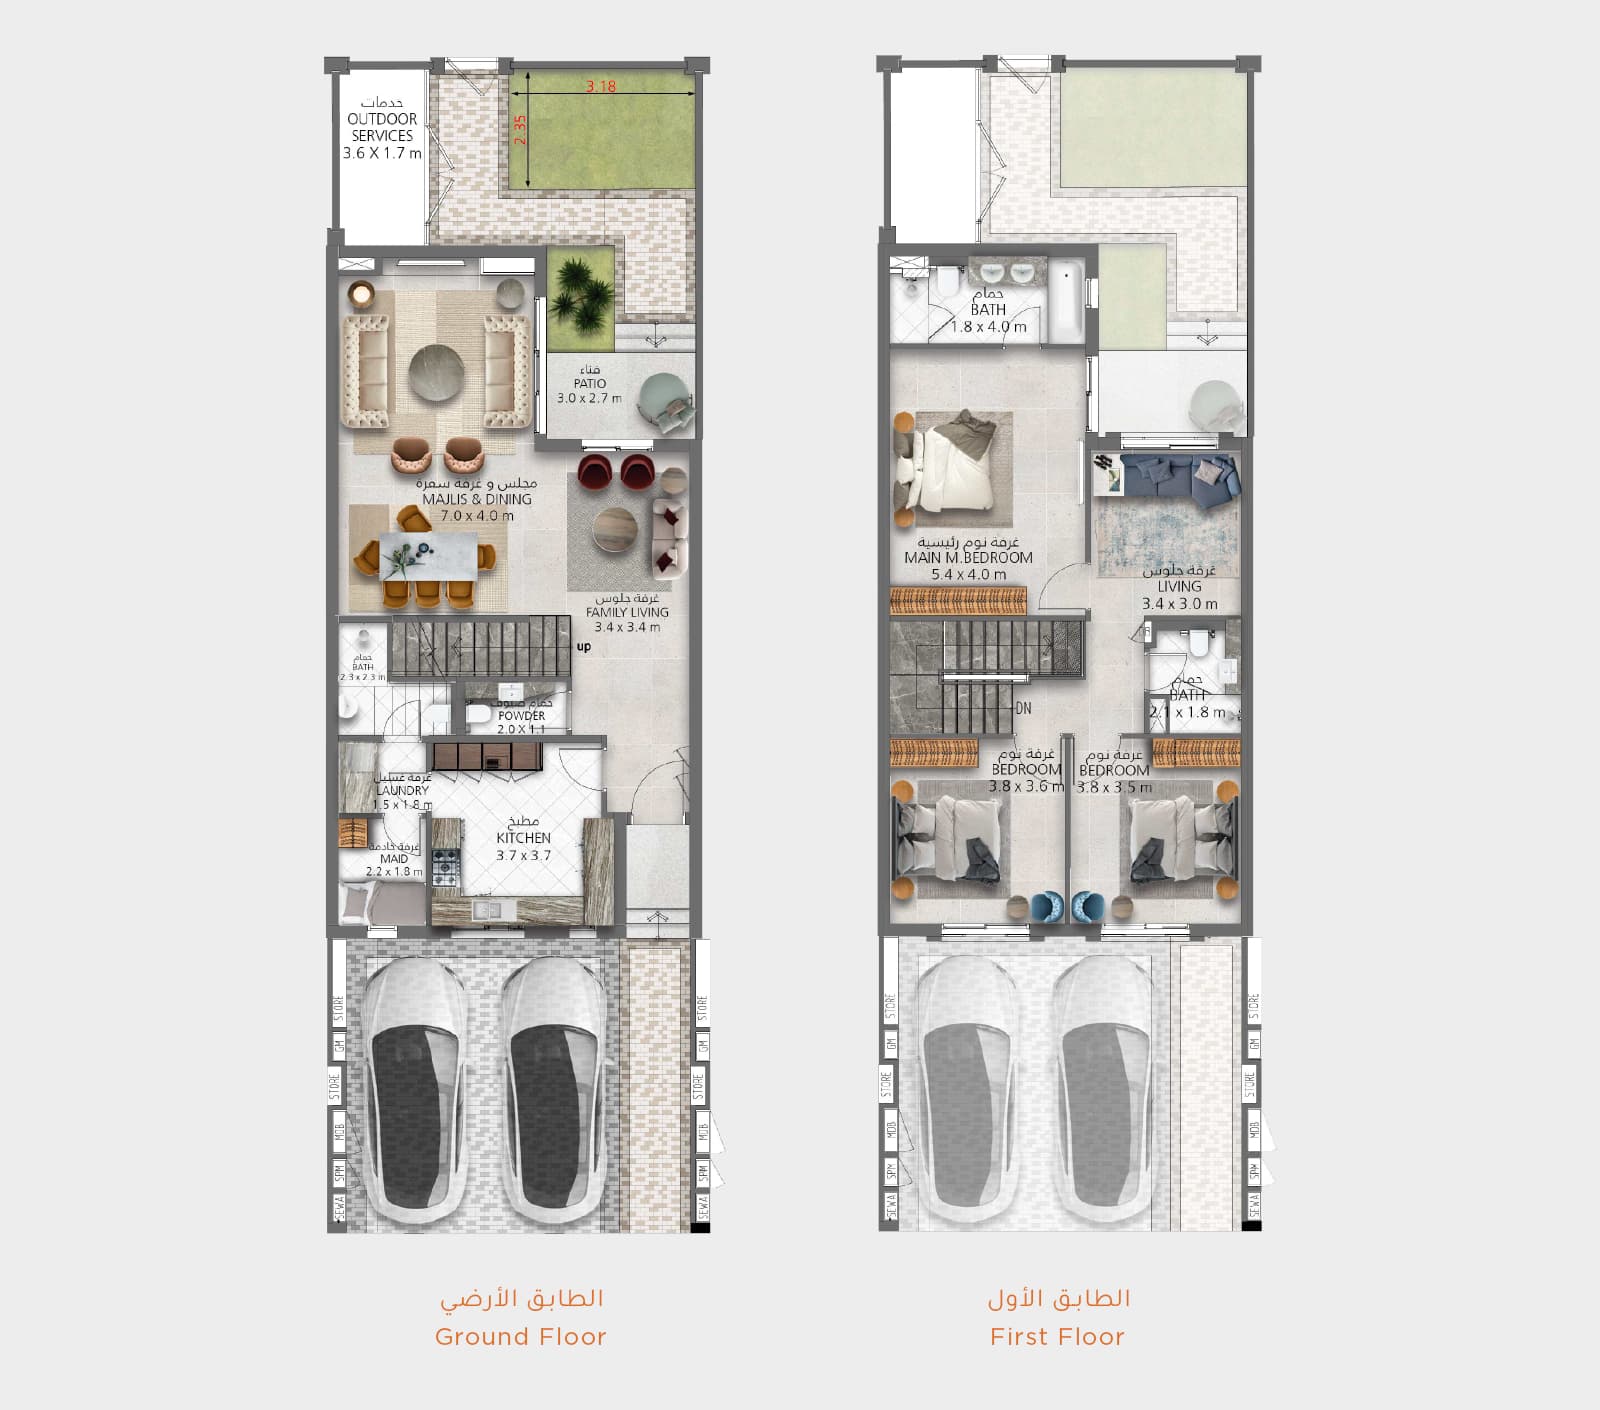 خدمات
OUTDOOR
SERVICES
3.6 X 1.7 m
3.18
2.35
فناء
PATIO
3.0 x 2.7 m
مجلس و غرفة سفرة
MAJLIS & DINING
7.0 x 4.0 m
غرفة جلوس
FAMILY LIVING
3.4 x 3.4 m
up
حمام
BATH
2.3 x 2.3 m
حمام ضيوف
POWDER
2.0 X 1.1
غرفة غسيل
LAUNDRY
1.5 x 1.8 m
مطبخ
KITCHEN
3.7 x 3.7
غرفة خادمة
MAID
2.2 x 1.8 m
STORE
GM
STORE
MDB
SPM
SEWA
STORE
GM
STORE
MDB
SPM
SEWA
الطابق الأرضي
Ground Floor
حمام
BATH
1.8 x 4.0 m
غرفة نوم رئيسية
MAIN M.BEDROOM
5.4 x 4.0 m
غرفة جلوس
LIVING
3.4 x 3.0 m
حمام
BATH
2.1 x 1.8 m
DN
غرفة نوم
BEDROOM
3.8 x 3.6 m
غرفة نوم
BEDROOM
3.8 x 3.5 m
STORE
GM
STORE
MDB
SPM
SEWA
STORE
GM
STORE
MDB
SPM
SEWA
الطابق الأول
First Floor